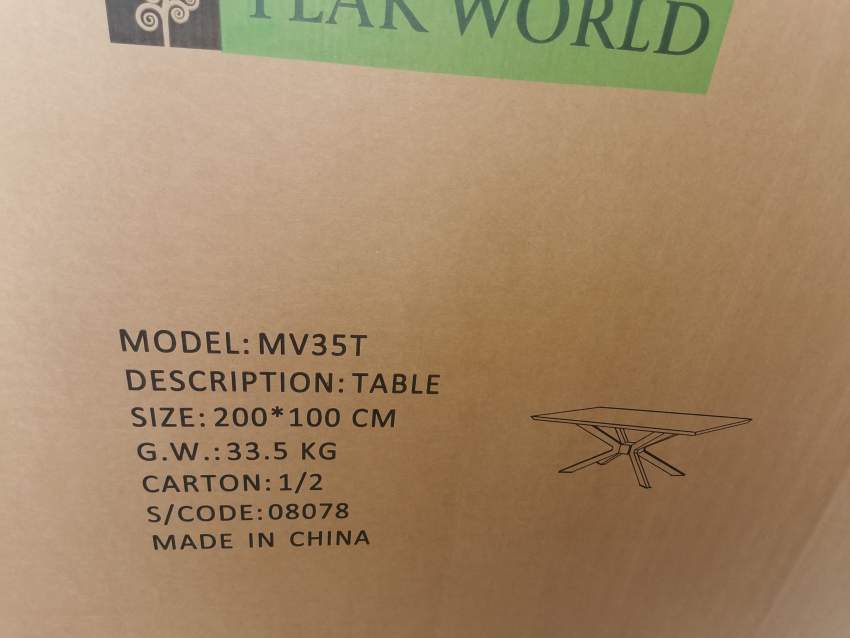 WORLD
MODEL: MV35T
DESCRIPTION: TABLE
SIZE: 200*100 CM
G.W.: 33.5 KG
CARTON: 1/2
S/CODE: 08078
MADE IN CHINA